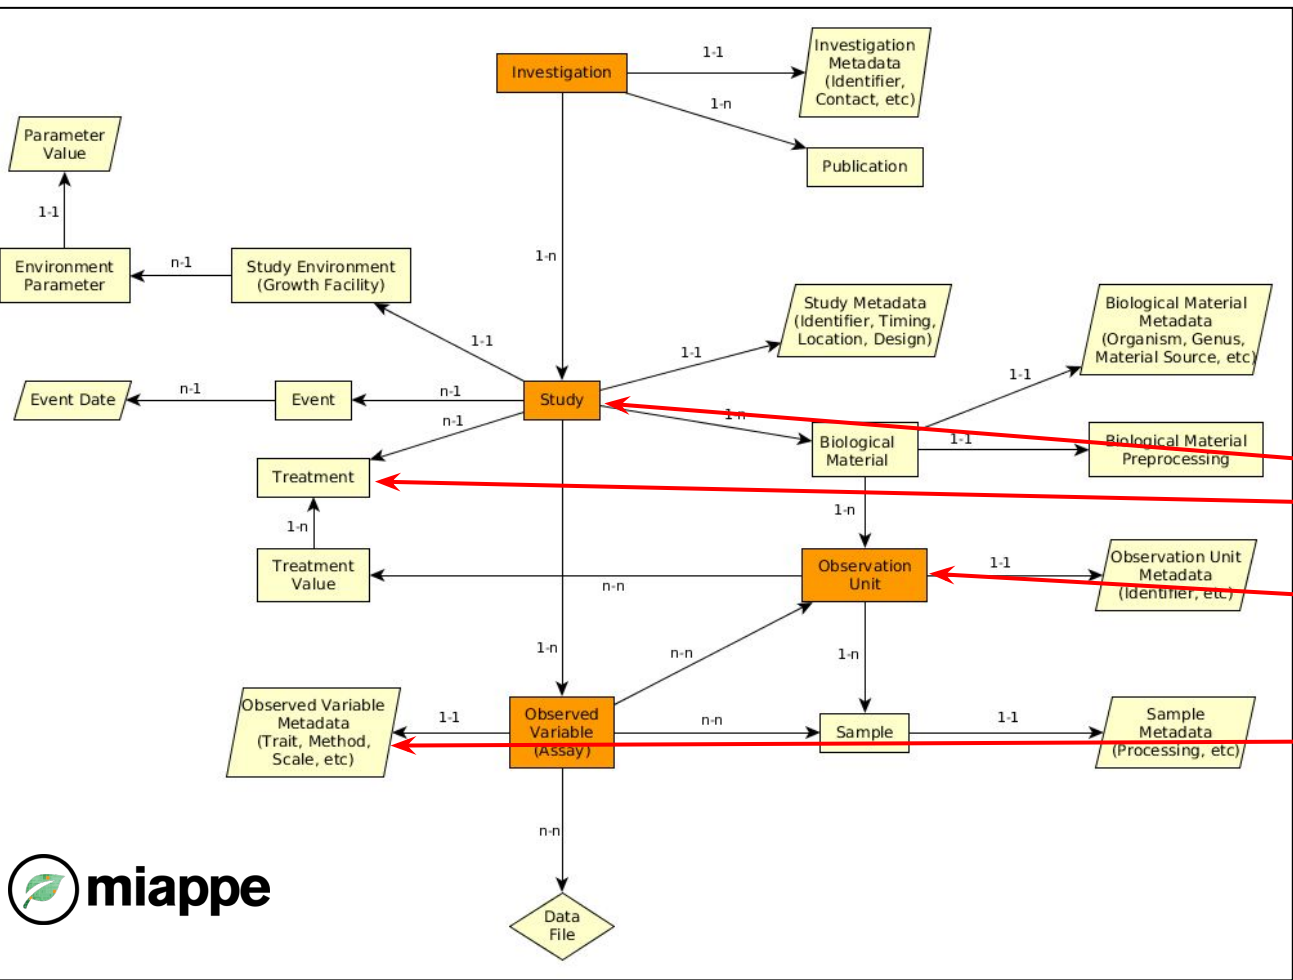 Investigation
1-1
Investigation
Metadata
(Identifier,
Contact, etc)
1-n
Publication
Parameter
Value
1-1
1-n
Environment
Parameter
n-1
Study Environment
(Growth Facility)
1-1
Study Metadata
(Identifier, Timing,
Location, Design)
1-1
Biological Material
Metadata
(Organism, Genus,
Material Source, etc)
1-1
Event Date
n-1
Event
n-1
Study
1-n
n-1
Biological
Material
1-1
Biological Material
Preprocessing
Treatment
1-n
1-n
Treatment
Value
n-n
Observation
Unit
1-1
Observation Unit
Metadata
(Identifier, etc)
1-n
n-n
1-n
Observed Variable
Metadata
(Trait, Method,
Scale, etc)
1-1
Observed
Variable
(Assay)
n-n
Sample
1-1
Sample
Metadata
(Processing, etc)
n-n
miappe
Data
File